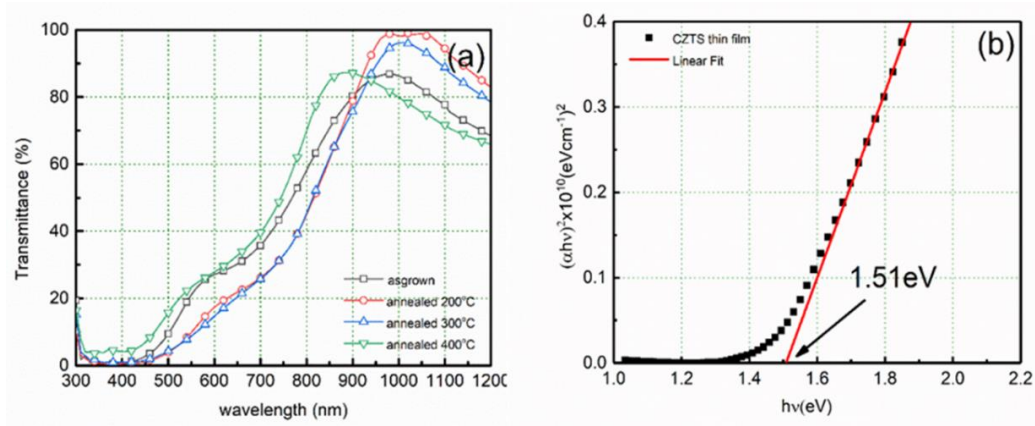 (a)
Transmittance (%)
100
80
60
40
20
0
asgrown
annealed 200°C
annealed 300°C
annealed 400°C
300 400 500 600 700 800 900 1000 1100 1200
wavelength (nm)
(b)
CZTS thin film
Linear Fit
(αhν)²x10¹⁰(eVcm⁻¹)²
0.4
0.3
0.2
0.1
0.0
1.51eV
1.0 1.2 1.4 1.6 1.8 2.0 2.2
hν(eV)